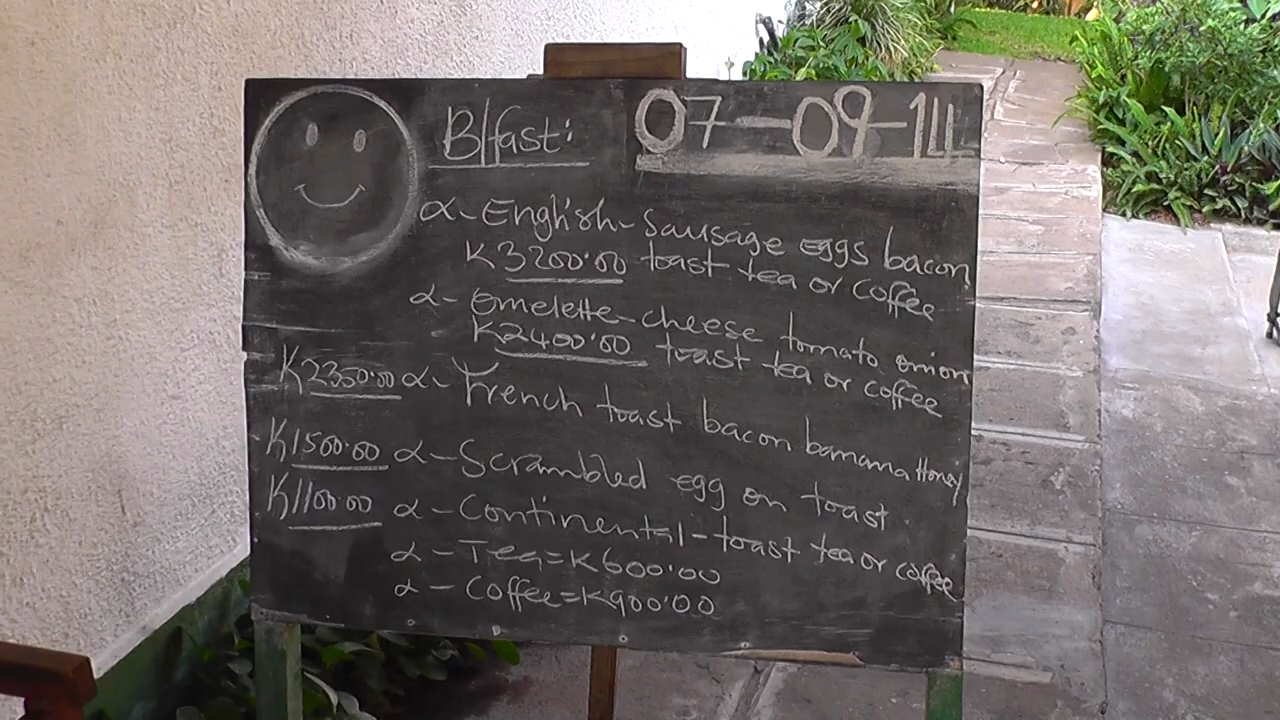 B/fast: 07-09-14
α- English- Sausage eggs bacon
K3200.00 toast tea or coffee
α- omelette- cheese tomato onion
K2400.00 toast tea or coffee
K2350.00 α- French toast bacon banana Honey
K1500.00 α- Scrambled egg on toast
K1100.00 α- Continental- toast tea or coffee
α- Tea=K600.00
α- Coffee=K900.00